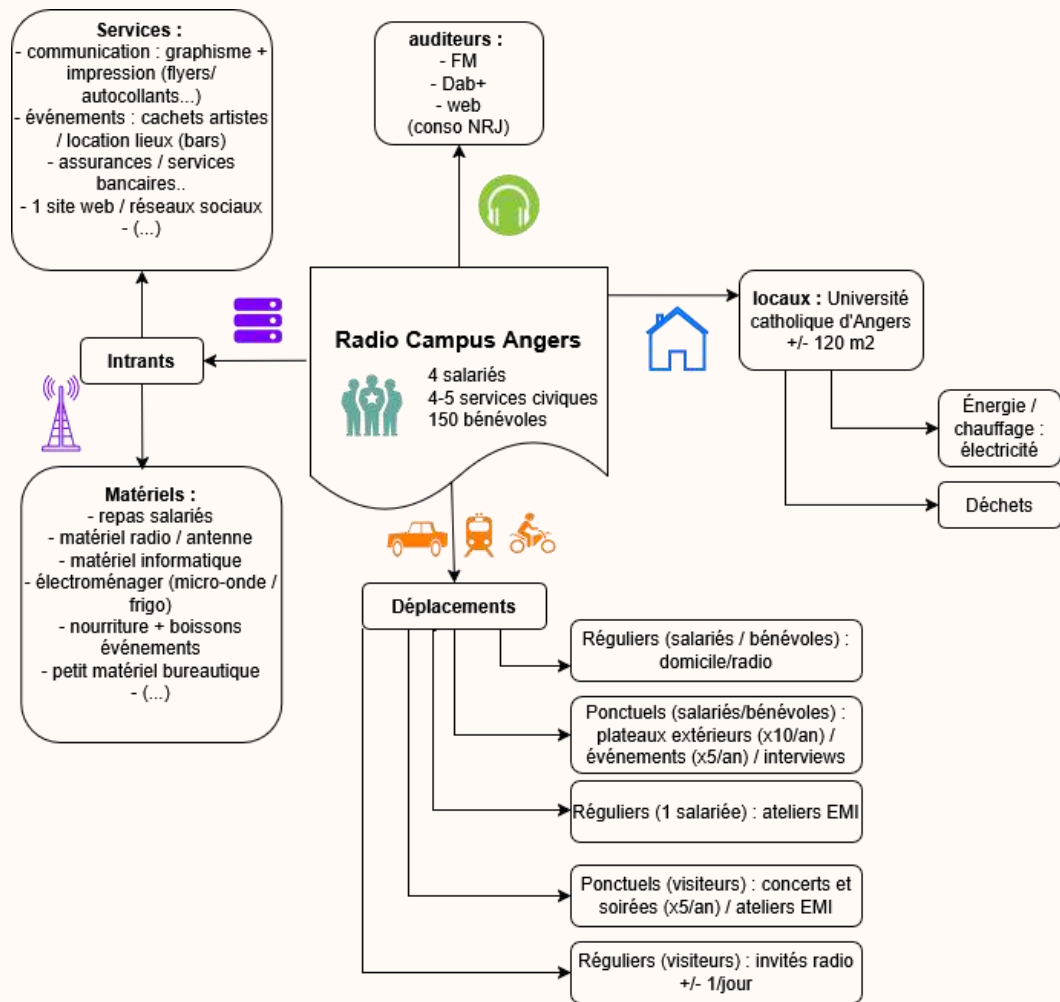 Services :
- communication : graphisme +
impression (flyers/
autocollants...)
- événements : cachets artistes
/ location lieux (bars)
- assurances / services
bancaires..
- 1 site web / réseaux sociaux
- (...)
auditeurs :
- FM
- Dab+
- web
(conso NRJ)
Intrants
Radio Campus Angers
4 salariés
4-5 services civiques
150 bénévoles
locaux : Université
catholique d'Angers
+/- 120 m2
Énergie /
chauffage :
électricité
Déchets
Matériels :
- repas salariés
- matériel radio / antenne
- matériel informatique
- électroménager (micro-onde /
frigo)
- nourriture + boissons
événements
- petit matériel bureautique
- (...)
Déplacements
Réguliers (salariés / bénévoles) :
domicile/radio
Ponctuels (salariés/bénévoles) :
plateaux extérieurs (x10/an) /
événements (x5/an) / interviews
Réguliers (1 salariée) : ateliers EMI
Ponctuels (visiteurs) : concerts et
soirées (x5/an) / ateliers EMI
Réguliers (visiteurs) : invités radio
+/- 1/jour